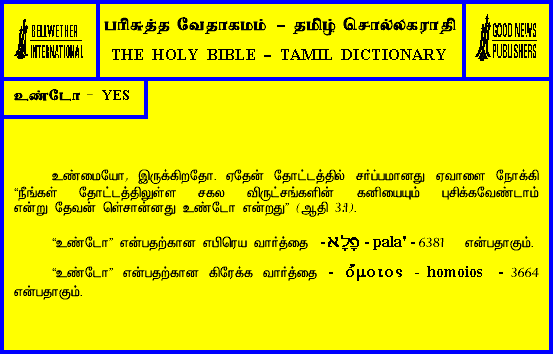 BELLWETHER
INTERNATIONAL
பரிசுத்த வேதாகமம் – தமிழ் சொல்லகராதி
THE HOLY BIBLE – TAMIL DICTIONARY
GOOD NEWS
PUBLISHERS
உண்டோ – YES
உண்மையோ, இருக்கிறதோ. ஏதேன் தோட்டத்தில் சர்ப்பமானது ஏவாளை நோக்கி
“நீங்கள் தோட்டத்திலுள்ள சகல விருட்சங்களின் கனியையும் புசிக்கவேண்டாம்
என்று தேவன் சொன்னது உண்டோ என்றது” (ஆதி 3:1).
“உண்டோ” என்பதற்கான எபிரெய வார்த்தை - פָּלָא - pala' - 6381 என்பதாகும்.
“உண்டோ” என்பதற்கான கிரேக்க வார்த்தை - ὅμοιος - homoios - 3664
என்பதாகும்.